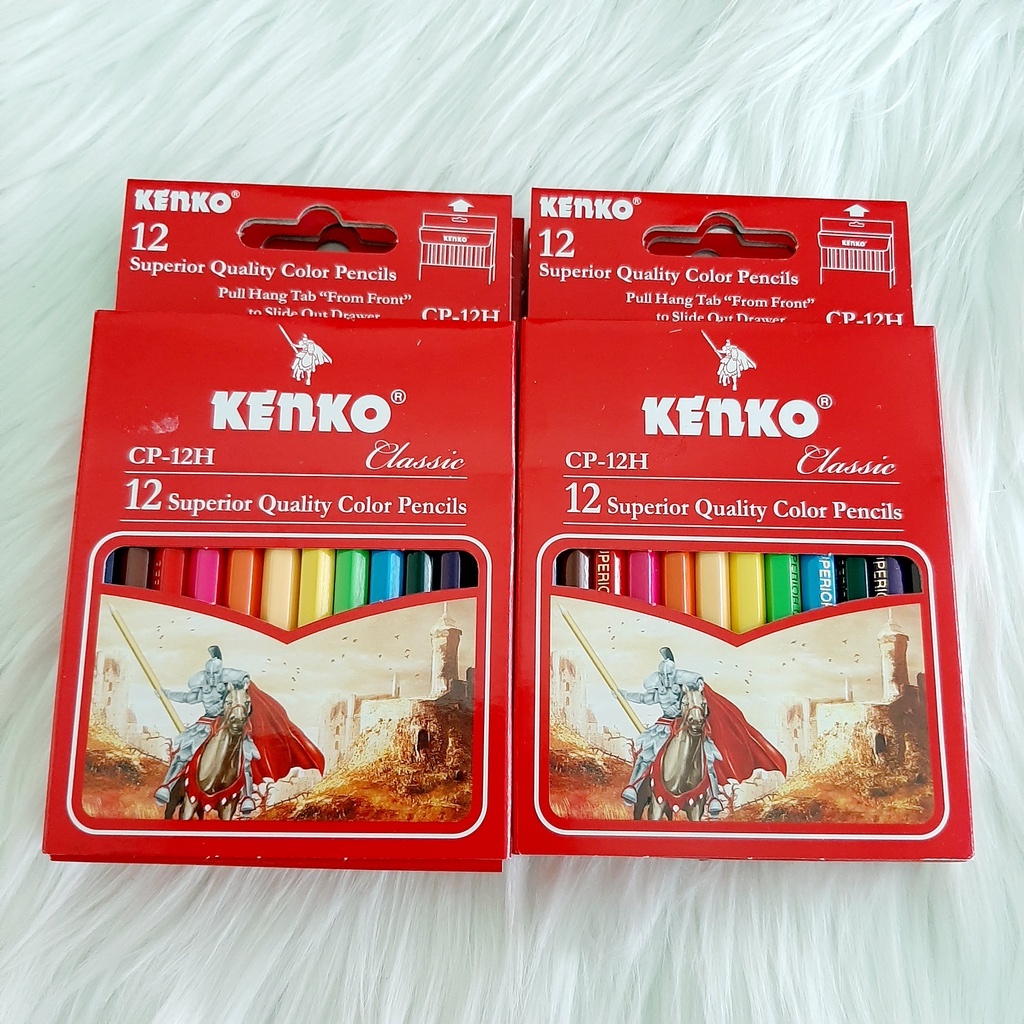 KENKO®
12
KENKO
Superior Quality Color Pencils
Pull Hang Tab “From Front”
to Slide Out Drawer
CP-12H
KENKO®
CP-12H
Classic
12 Superior Quality Color Pencils
KENKO®
12
KENKO
Superior Quality Color Pencils
Pull Hang Tab “From Front”
to Slide Out Drawer
CP-12H
KENKO®
CP-12H
Classic
12 Superior Quality Color Pencils